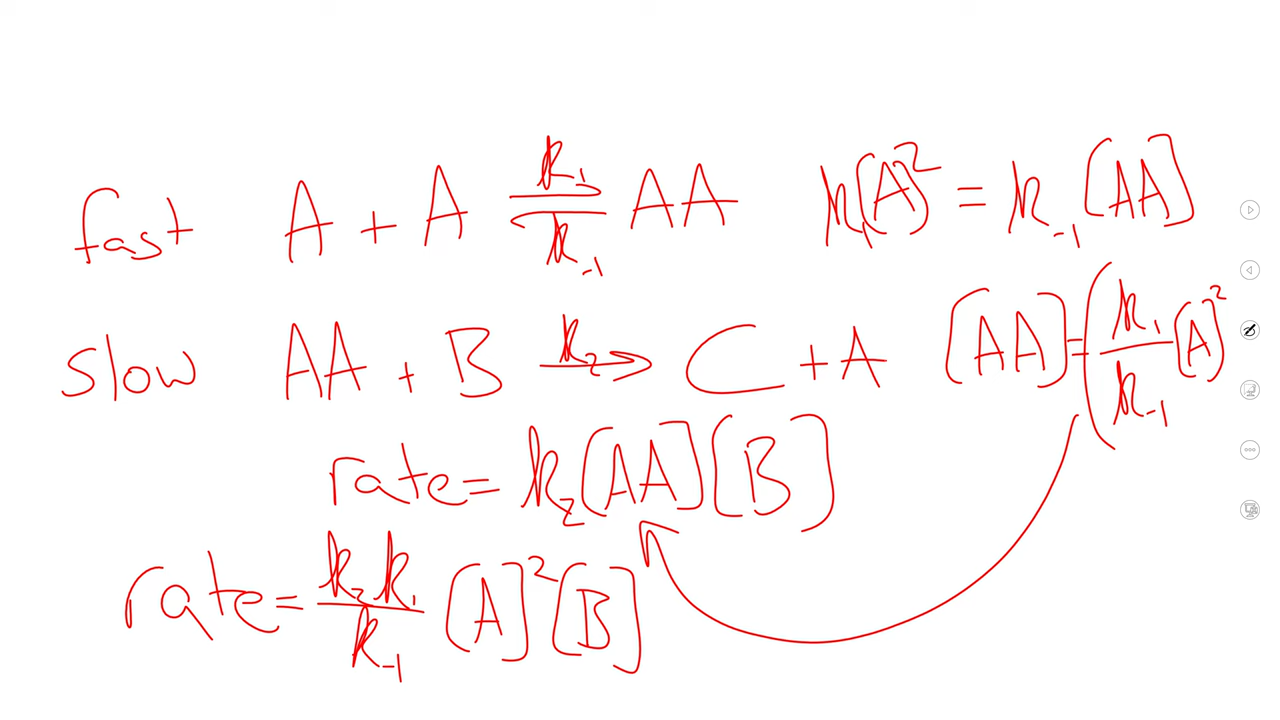 fast A + A k₁ ⇌ k₋₁ AA k₁[A]² = k₋₁[AA]
slow AA + B k₂ → C + A [AA] = (k₁/k₋₁ [A]²
rate = k₂[AA][B]
rate = k₂k₁/k₋₁ [A]²[B]